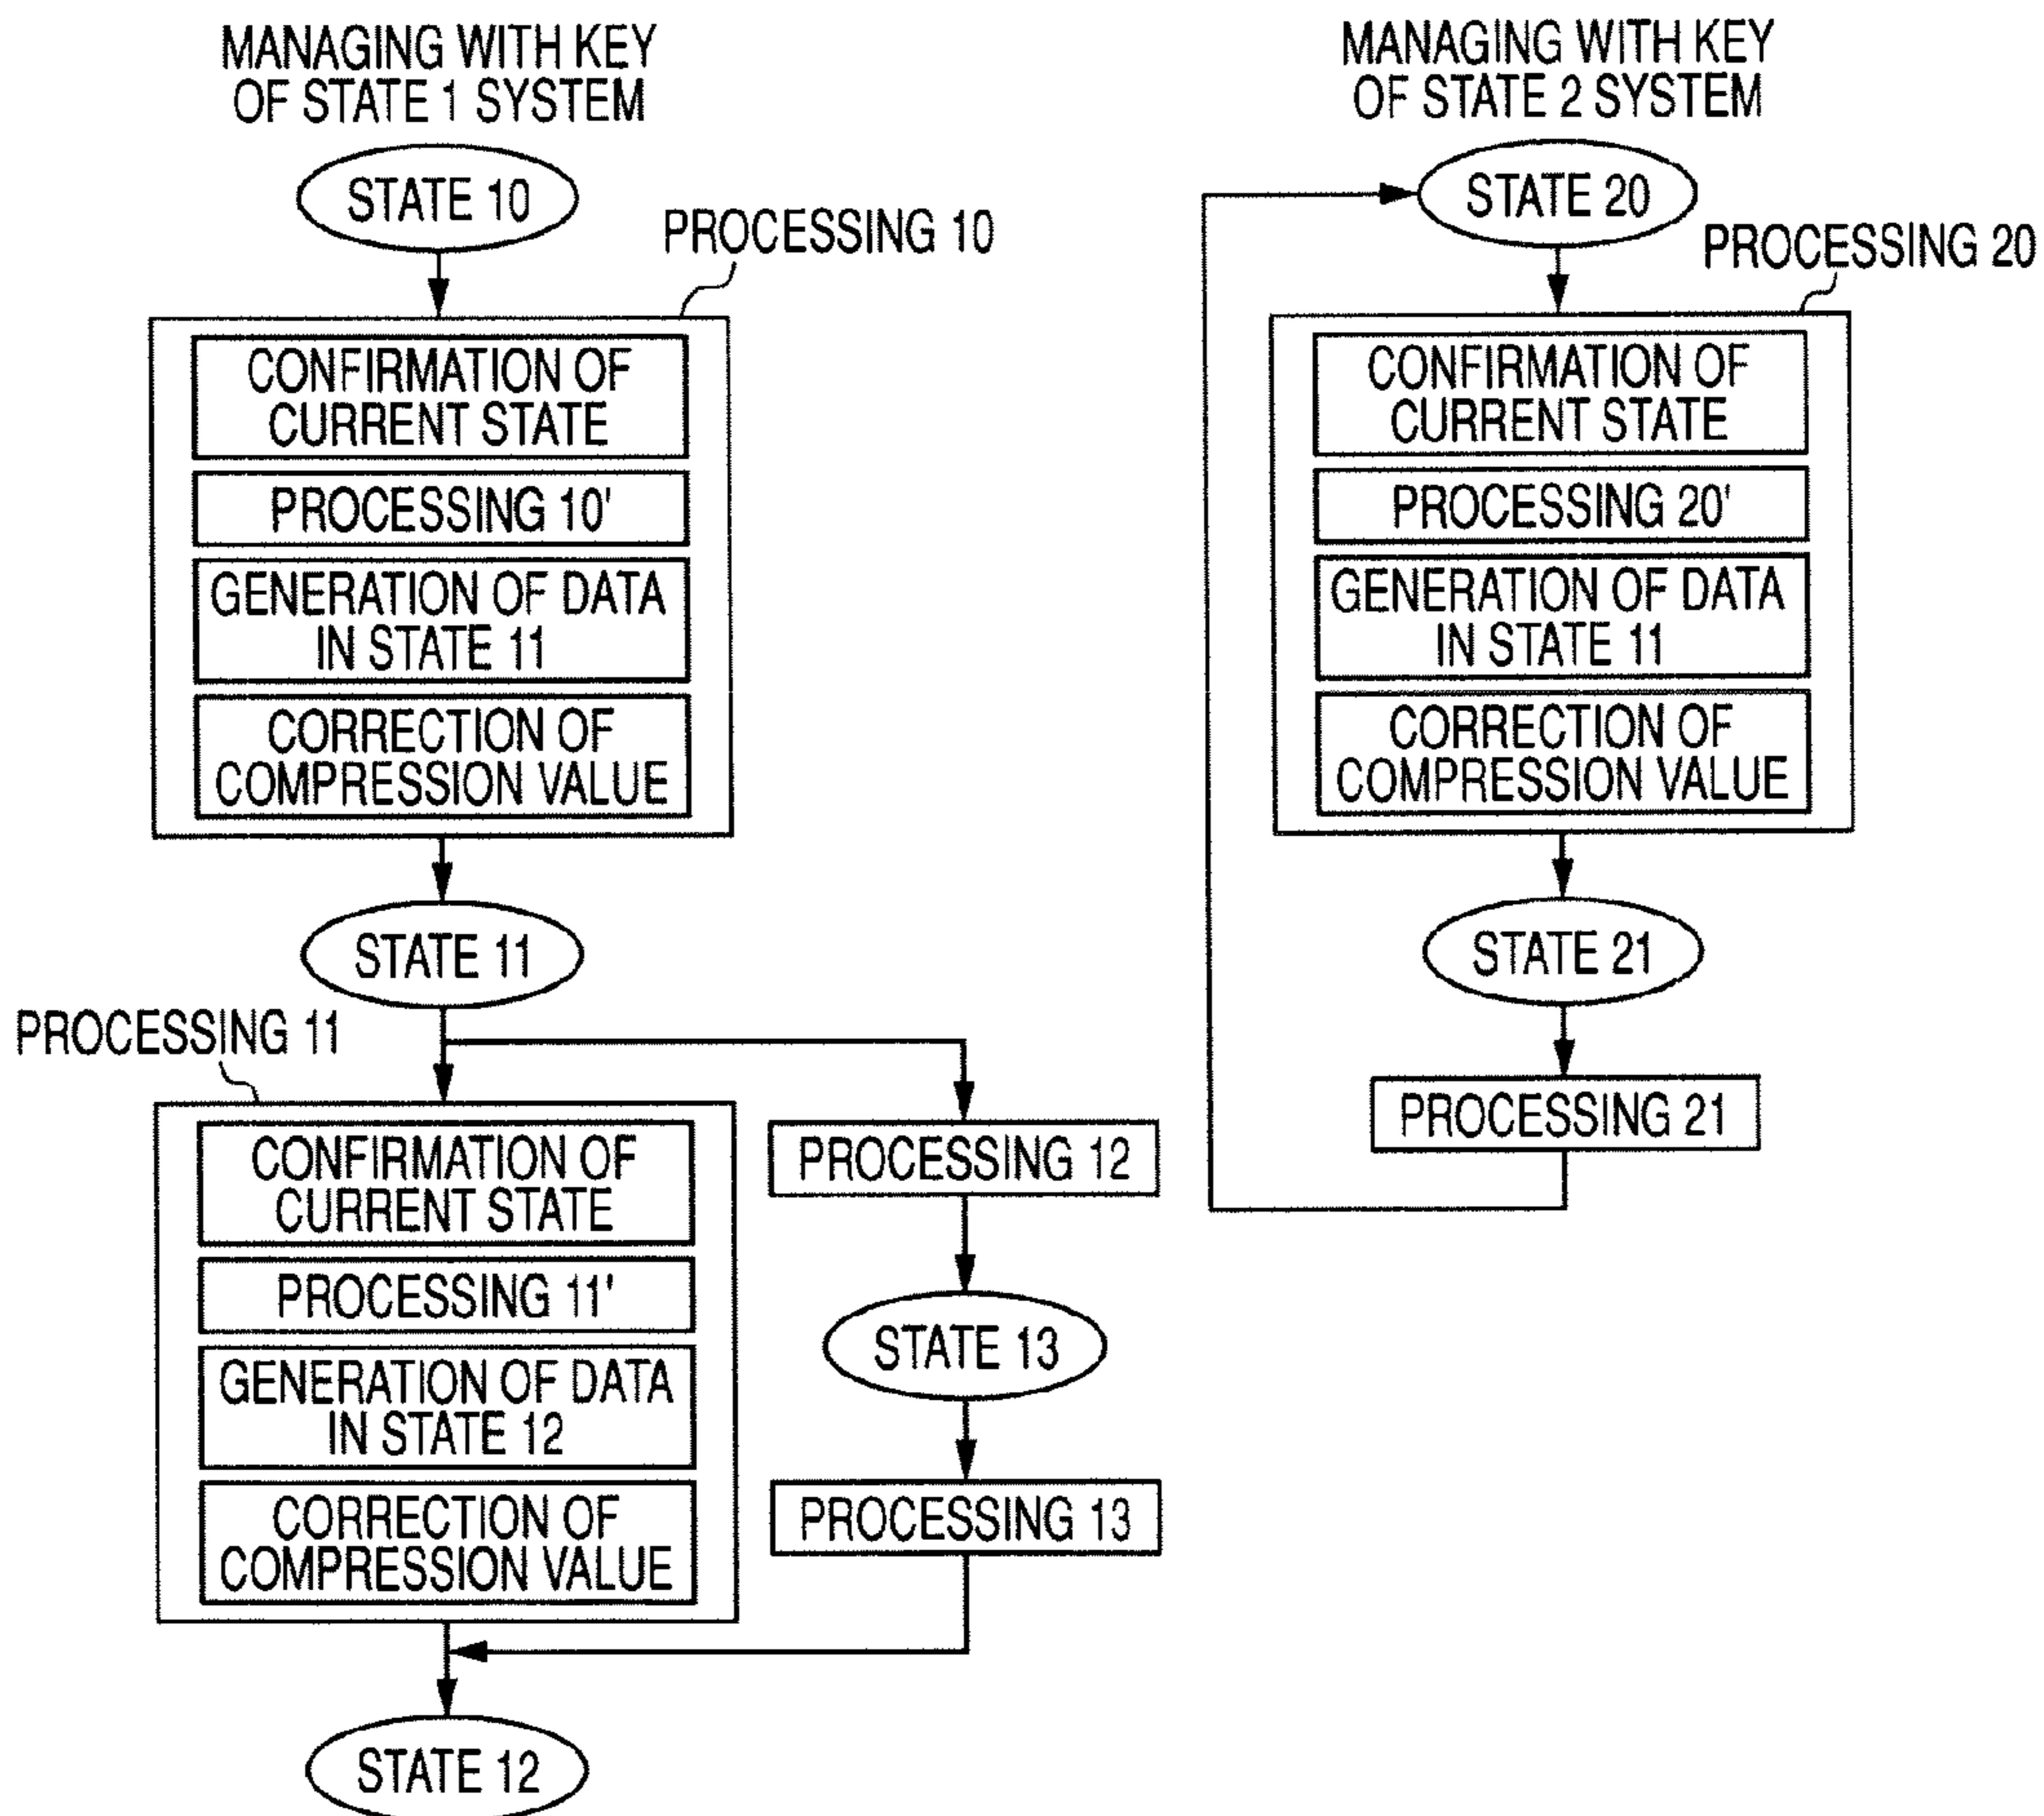 MANAGING WITH KEY
OF STATE 1 SYSTEM
STATE 10
PROCESSING 10
CONFIRMATION OF
CURRENT STATE
PROCESSING 10'
GENERATION OF DATA
IN STATE 11
CORRECTION OF
COMPRESSION VALUE
STATE 11
PROCESSING 11
CONFIRMATION OF
CURRENT STATE
PROCESSING 11'
GENERATION OF DATA
IN STATE 12
CORRECTION OF
COMPRESSION VALUE
PROCESSING 12
STATE 13
PROCESSING 13
STATE 12
MANAGING WITH KEY
OF STATE 2 SYSTEM
STATE 20
PROCESSING 20
CONFIRMATION OF
CURRENT STATE
PROCESSING 20'
GENERATION OF DATA
IN STATE 11
CORRECTION OF
COMPRESSION VALUE
STATE 21
PROCESSING 21